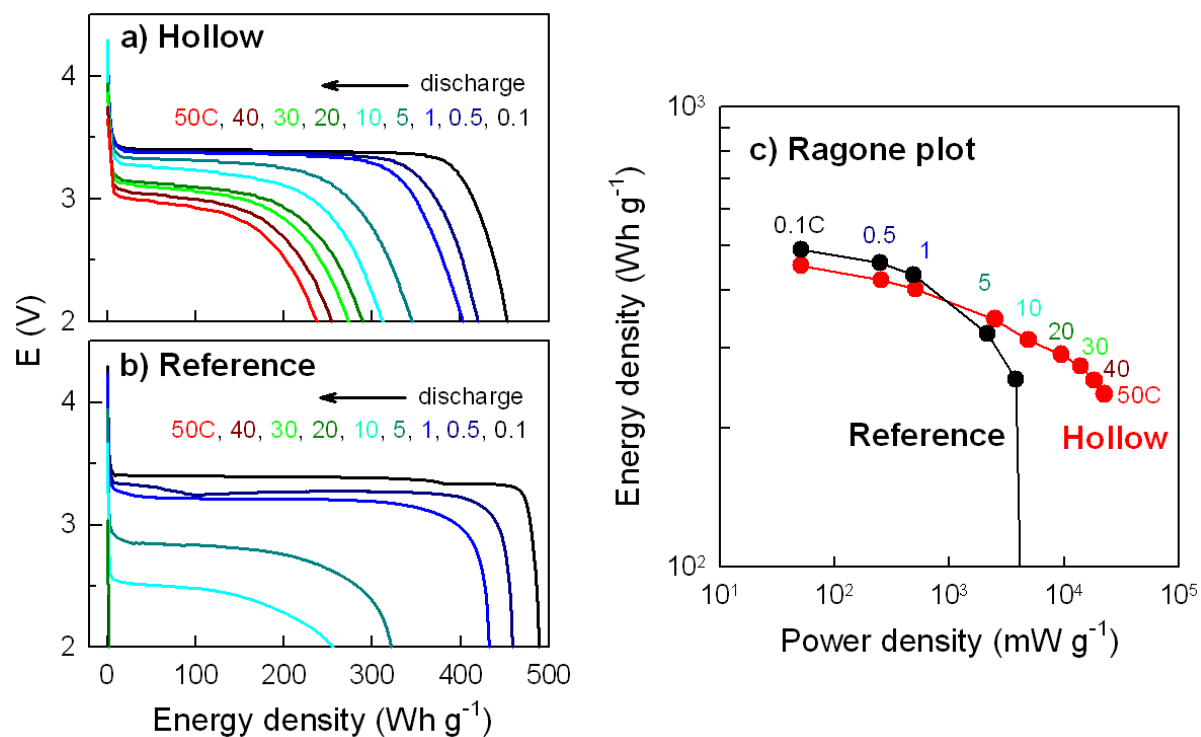 a) Hollow
discharge
50C, 40, 30, 20, 10, 5, 1, 0.5, 0.1
4
3
2
E (V)
b) Reference
discharge
50C, 40, 30, 20, 10, 5, 1, 0.5, 0.1
4
3
2
0 100 200 300 400 500
Energy density (Wh g⁻¹)
c) Ragone plot
10³
10²
Energy density (Wh g⁻¹)
0.1C 0.5 1 5 10 20 30 40 50C
Reference Hollow
10¹ 10² 10³ 10⁴ 10⁵
Power density (mW g⁻¹)